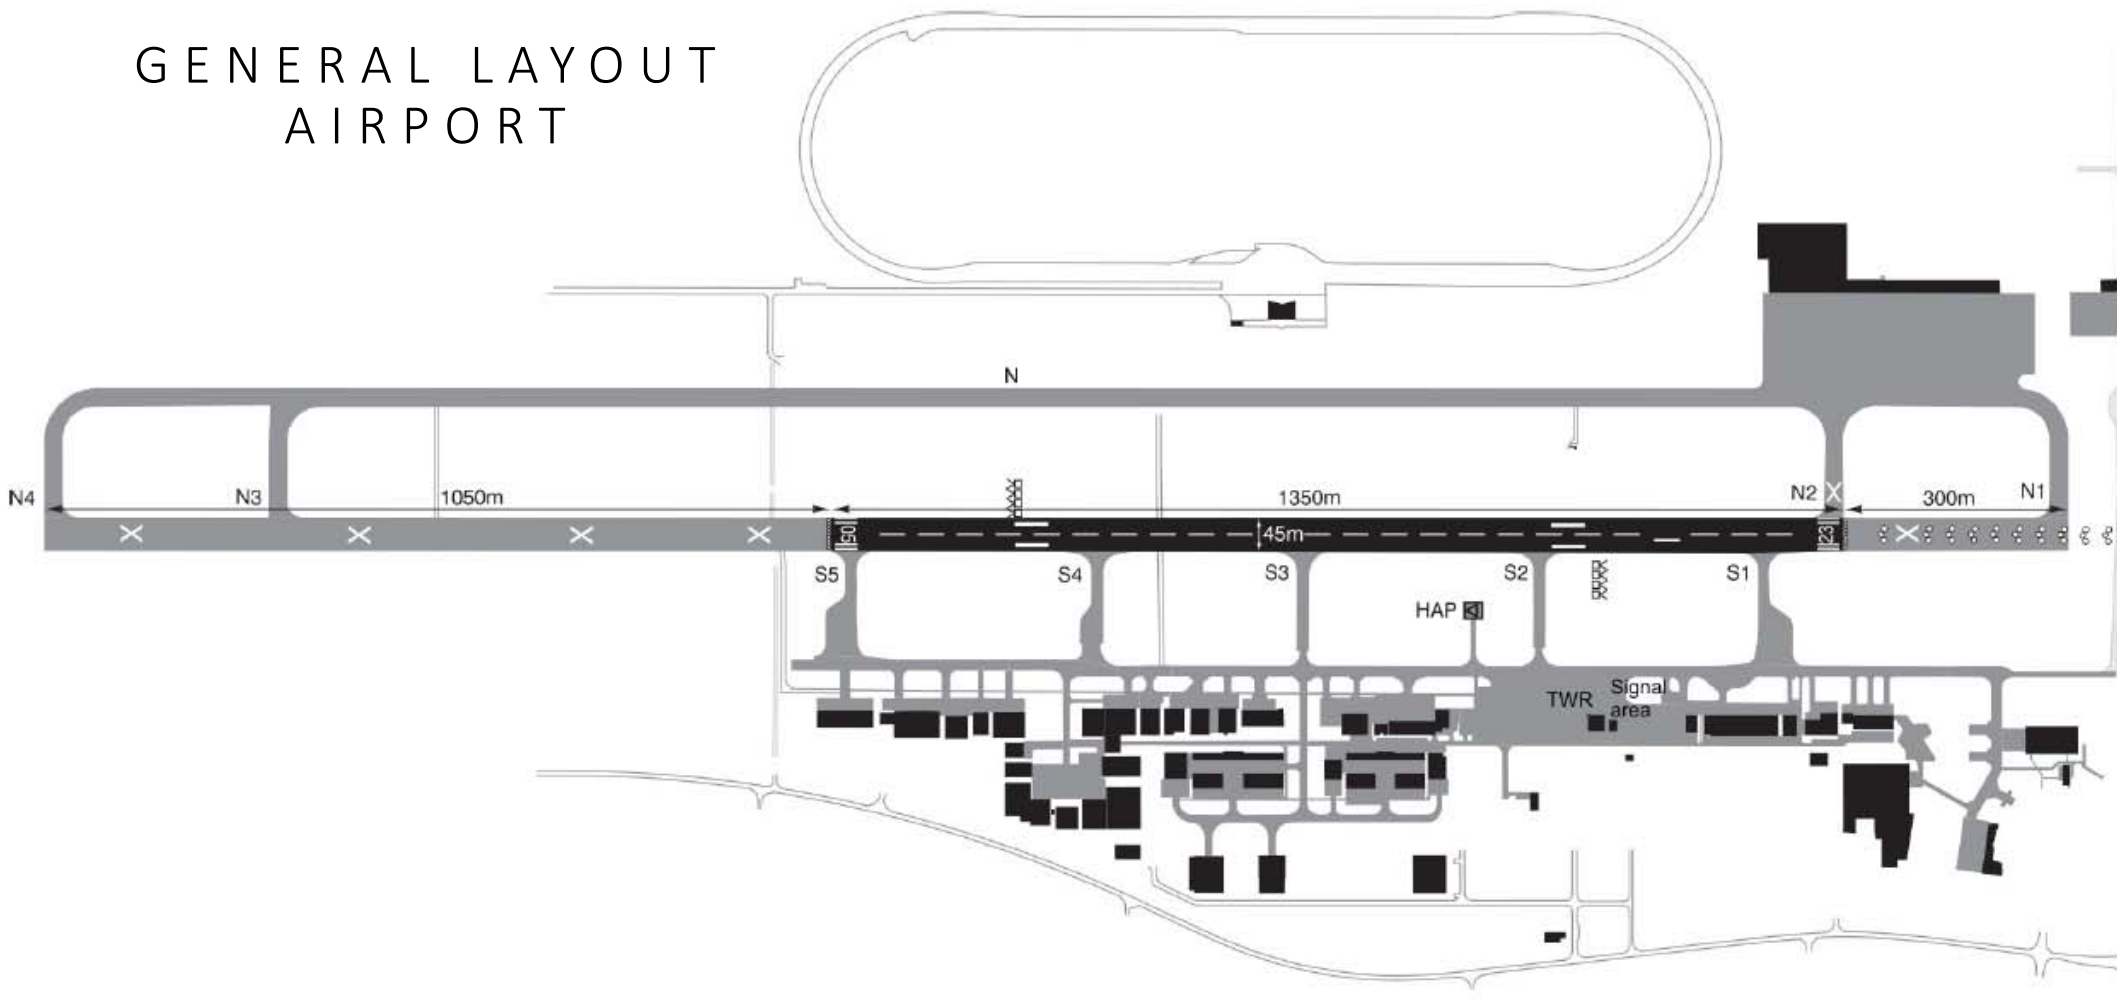 GENERAL LAYOUT
AIRPORT
N
N4
N3
1050m
1350m
N2
300m
N1
05
45m
23
S5
S4
S3
S2
S1
HAP
TWR
Signal
area